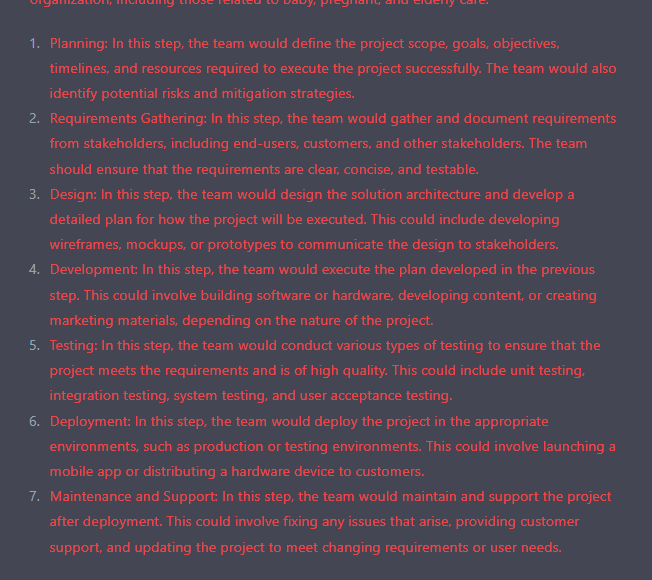 organization, including those related to baby, pregnant, and elderly care.
1. Planning: In this step, the team would define the project scope, goals, objectives,
timelines, and resources required to execute the project successfully. The team would also
identify potential risks and mitigation strategies.
2. Requirements Gathering: In this step, the team would gather and document requirements
from stakeholders, including end-users, customers, and other stakeholders. The team
should ensure that the requirements are clear, concise, and testable.
3. Design: In this step, the team would design the solution architecture and develop a
detailed plan for how the project will be executed. This could include developing
wireframes, mockups, or prototypes to communicate the design to stakeholders.
4. Development: In this step, the team would execute the plan developed in the previous
step. This could involve building software or hardware, developing content, or creating
marketing materials, depending on the nature of the project.
5. Testing: In this step, the team would conduct various types of testing to ensure that the
project meets the requirements and is of high quality. This could include unit testing,
integration testing, system testing, and user acceptance testing.
6. Deployment: In this step, the team would deploy the project in the appropriate
environments, such as production or testing environments. This could involve launching a
mobile app or distributing a hardware device to customers.
7. Maintenance and Support: In this step, the team would maintain and support the project
after deployment. This could involve fixing any issues that arise, providing customer
support, and updating the project to meet changing requirements or user needs.